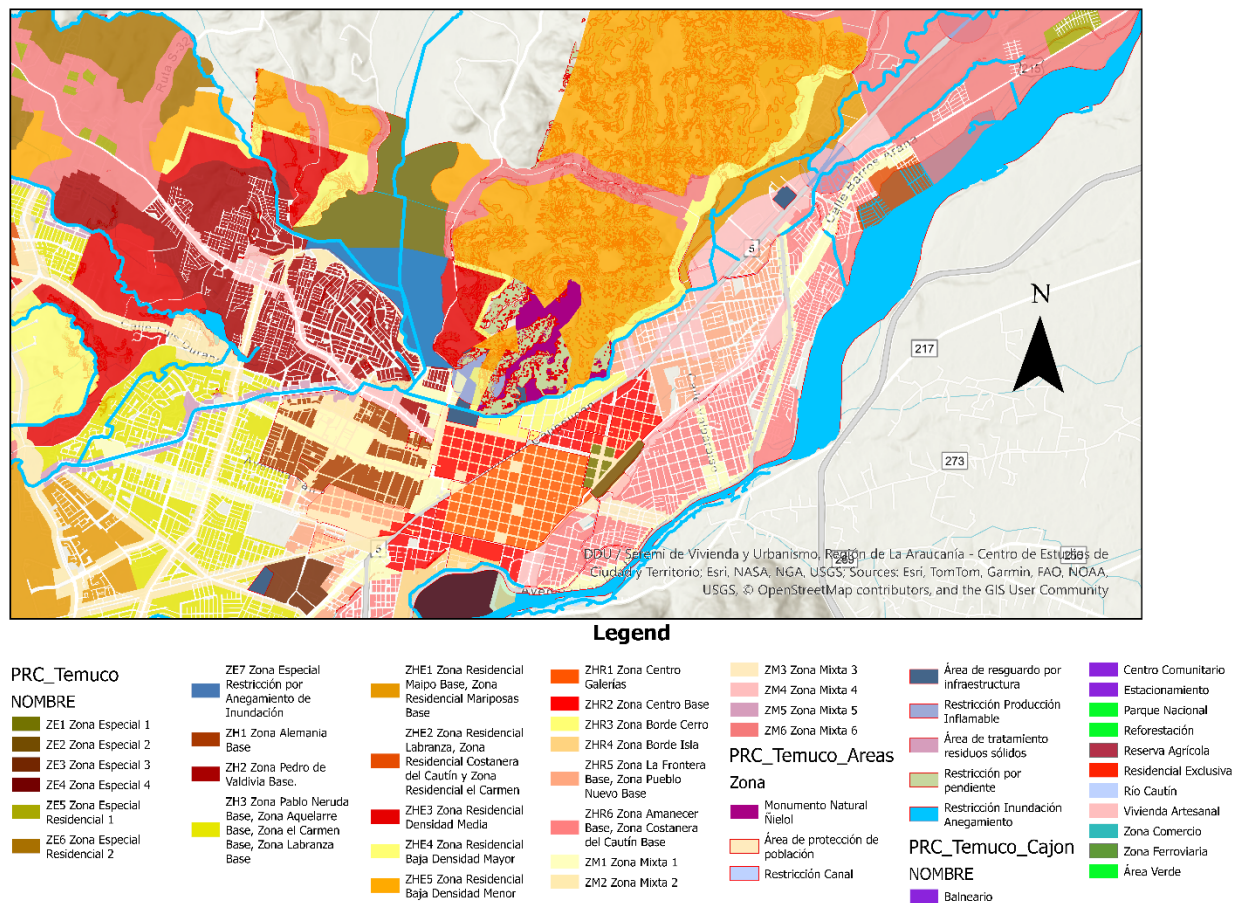 Ruta S-33
215
Calle Barros Arana
5
N
217
Calle Luis Durand
Caupolican
273
5
DDU / Seremi de Vivienda y Urbanismo, Región de La Araucanía - Centro de Estudios de
Ciudad y Territorio; Esri, NASA, NGA, USGS; Sources: Esri, TomTom, Garmin, FAO, NOAA,
USGS, © OpenStreetMap contributors, and the GIS User Community
Legend
PRC_Temuco
NOMBRE
ZE1 Zona Especial 1
ZE2 Zona Especial 2
ZE3 Zona Especial 3
ZE4 Zona Especial 4
ZE5 Zona Especial
Residencial 1
ZE6 Zona Especial
Residencial 2
ZE7 Zona Especial
Restricción por
Anegamiento de
Inundación
ZH1 Zona Alemania
Base
ZH2 Zona Pedro de
Valdivia Base.
ZH3 Zona Pablo Neruda
Base, Zona Aquelarre
Base, Zona el Carmen
Base, Zona Labranza
Base
ZHE1 Zona Residencial
Maipo Base, Zona
Residencial Mariposas
Base
ZHE2 Zona Residencial
Labranza, Zona
Residencial Costanera
del Cautín y Zona
Residencial el Carmen
ZHE3 Zona Residencial
Densidad Media
ZHE4 Zona Residencial
Baja Densidad Mayor
ZHE5 Zona Residencial
Baja Densidad Menor
ZHR1 Zona Centro
Galerías
ZHR2 Zona Centro Base
ZHR3 Zona Borde Cerro
ZHR4 Zona Borde Isla
ZHR5 Zona La Frontera
Base, Zona Pueblo
Nuevo Base
ZHR6 Zona Amanecer
Base, Zona Costanera
del Cautín Base
ZM1 Zona Mixta 1
ZM2 Zona Mixta 2
ZM3 Zona Mixta 3
ZM4 Zona Mixta 4
ZM5 Zona Mixta 5
ZM6 Zona Mixta 6
PRC_Temuco_Areas
Zona
Monumento Natural
Ñielol
Área de protección de
población
Restricción Canal
Área de resguardo por
infraestructura
Restricción Producción
Inflamable
Área de tratamiento
residuos sólidos
Restricción por
pendiente
Restricción Inundación
Anegamiento
PRC_Temuco_Cajon
NOMBRE
Balneario
Centro Comunitario
Estacionamiento
Parque Nacional
Reforestación
Reserva Agrícola
Residencial Exclusiva
Río Cautín
Vivienda Artesanal
Zona Comercio
Zona Ferroviaria
Área Verde